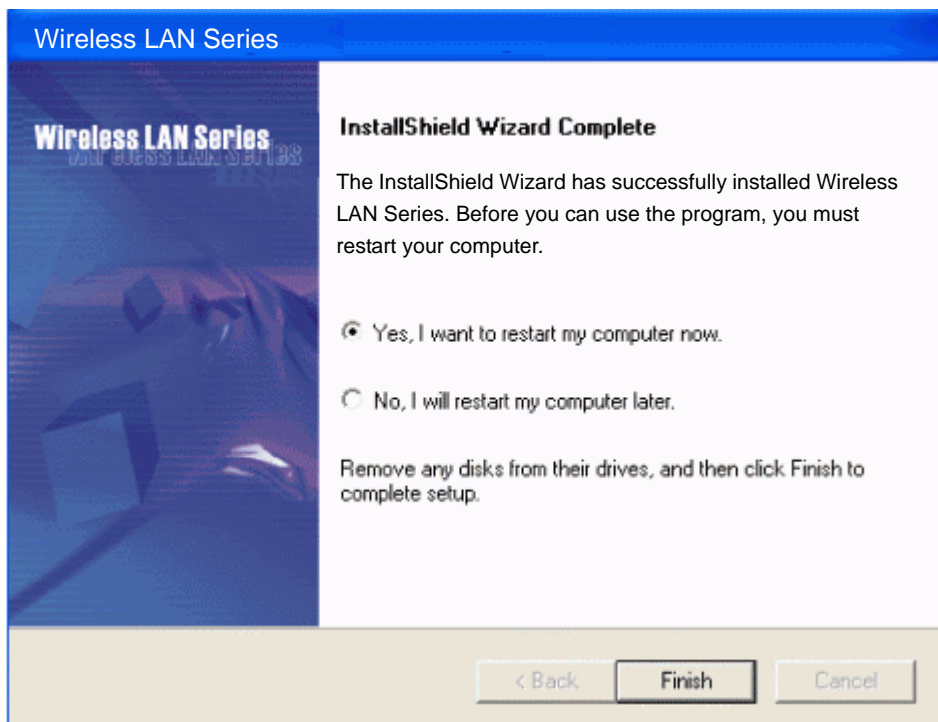 Wireless LAN Series
Wireless LAN Series
Wireless LAN Series
InstallShield Wizard Complete
The InstallShield Wizard has successfully installed Wireless
LAN Series. Before you can use the program, you must
restart your computer.
Yes, I want to restart my computer now.
No, I will restart my computer later.
Remove any disks from their drives, and then click Finish to
complete setup.
< Back
Finish
Cancel